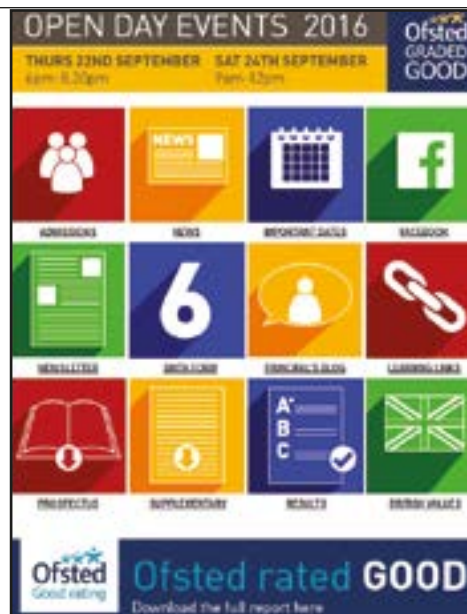 OPEN DAY EVENTS 2016
Ofsted
GRADED
GOOD
THURS 22ND SEPTEMBER SAT 24TH SEPTEMBER
6pm-8.30pm
ADMISSIONS NEWS IMPORTANT DATES FACEBOOK
NEWS
f
6
NEWSLETTER SIXTH FORM PRINCIPAL'S BLOG LEARNING LINKS
A*
B
C
PROSPECTUS SUPPLEMENTARY RESULTS BRITISH VALUES
Ofsted
Good rating
Ofsted rated GOOD
Download the full report here